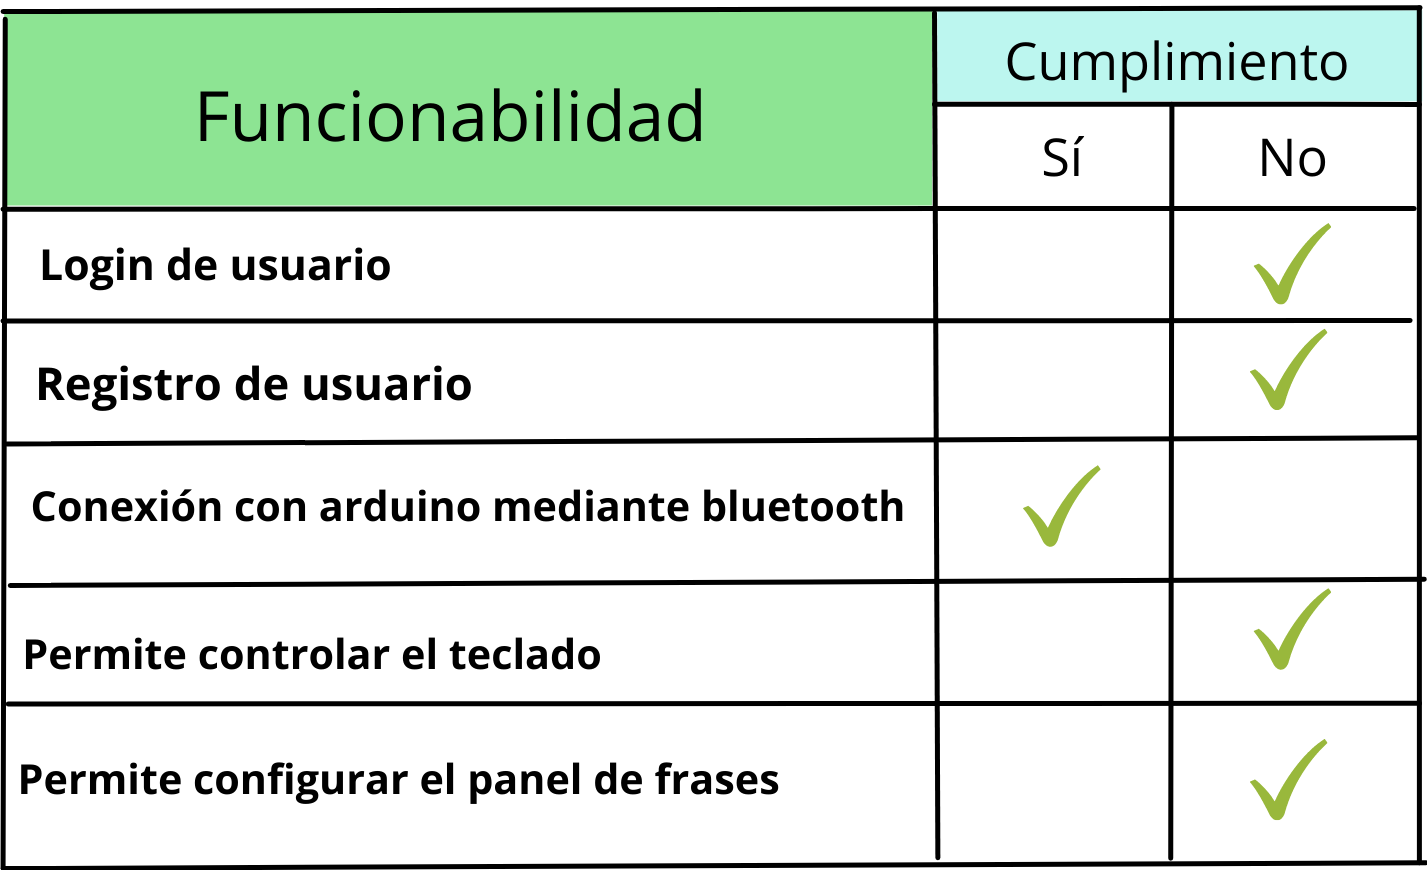 Funcionabilidad
Cumplimiento
Sí
No
Login de usuario
Registro de usuario
Conexión con arduino mediante bluetooth
Permite controlar el teclado
Permite configurar el panel de frases